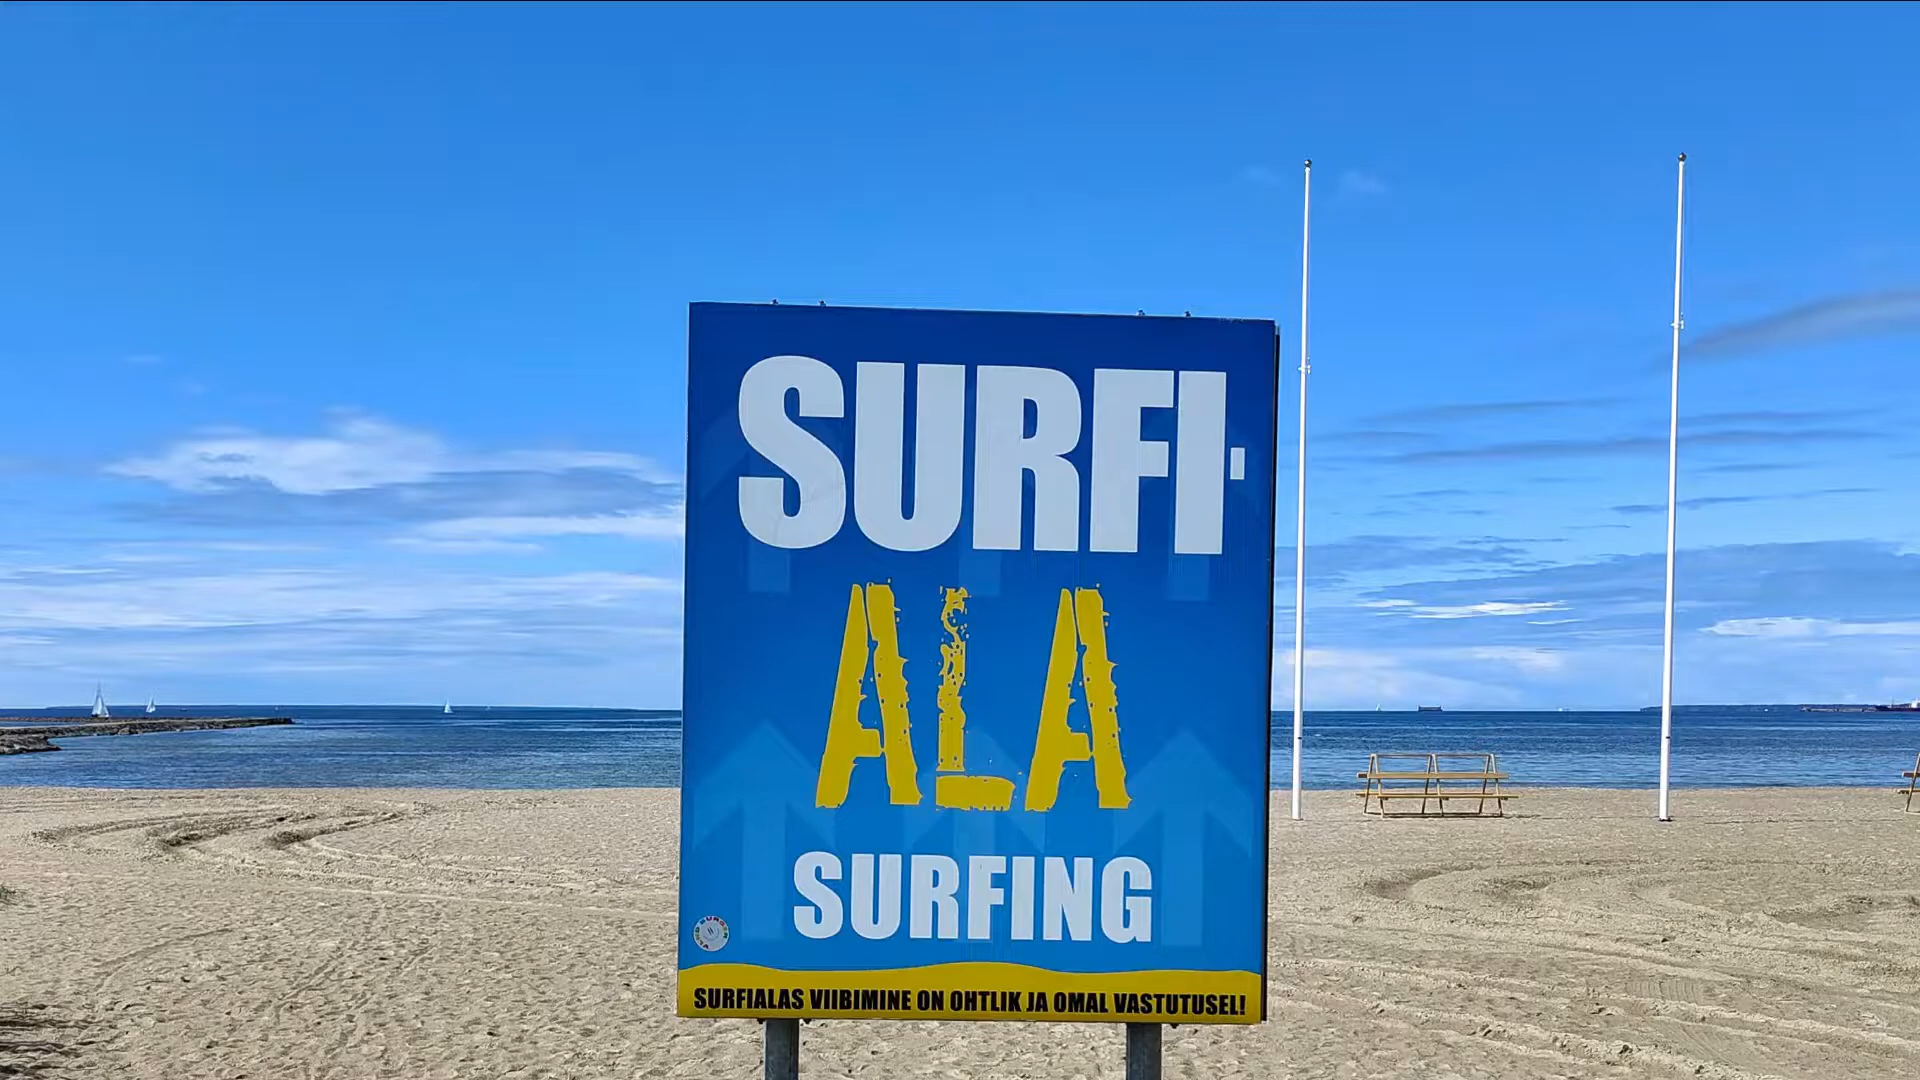 SURFI-
ALA
SURFING
SURFIALAS VIIBIMINE ON OHTLIK JA OMAL VASTUTUSEL!